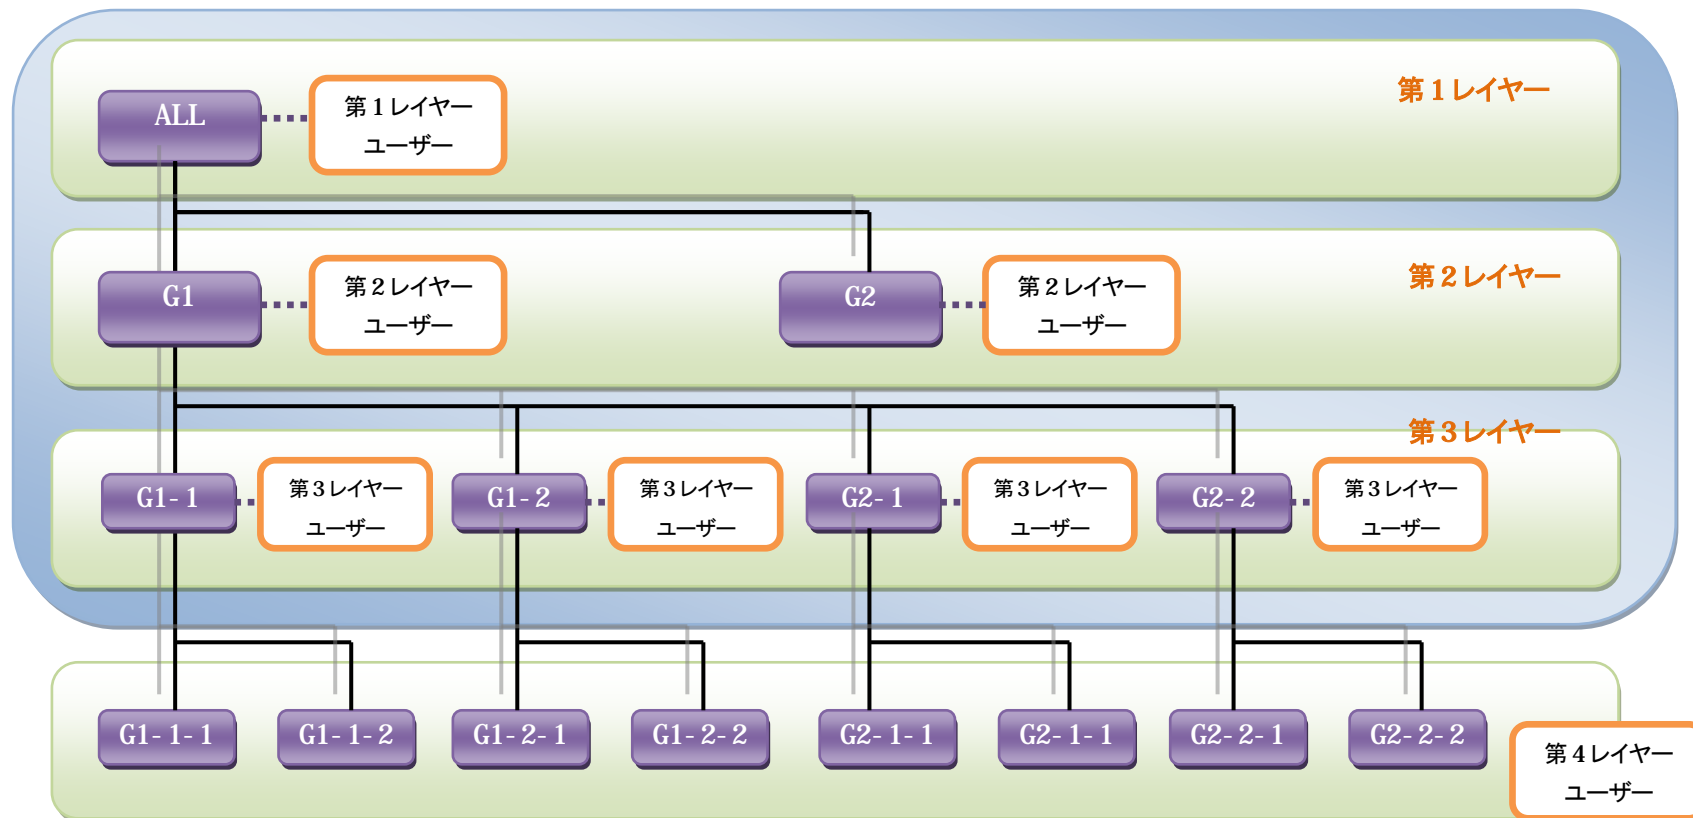 第1レイヤー
ALL
第1レイヤー
ユーザー
第2レイヤー
G1
第2レイヤー
ユーザー
G2
第2レイヤー
ユーザー
第3レイヤー
G1-1
第3レイヤー
ユーザー
G1-2
第3レイヤー
ユーザー
G2-1
第3レイヤー
ユーザー
G2-2
第3レイヤー
ユーザー
G1-1-1
G1-1-2
G1-2-1
G1-2-2
G2-1-1
G2-1-1
G2-2-1
G2-2-2
第4レイヤー
ユーザー